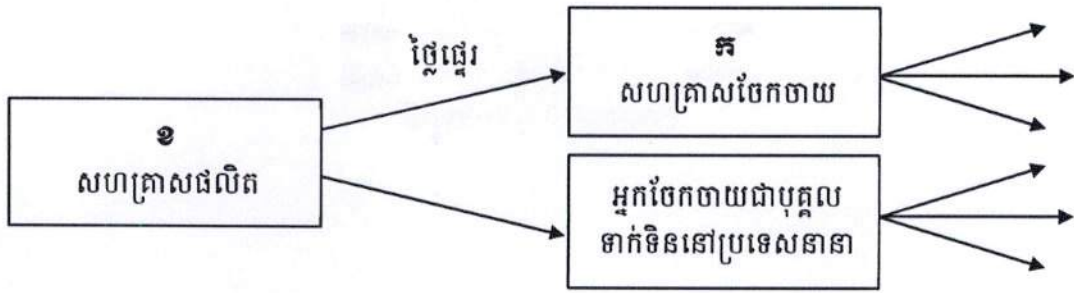 ថ្លៃផ្ទេរ
ក
សហគ្រាសចែកចាយ
ខ
សហគ្រាសផលិត
អ្នកចែកចាយជាបុគ្គល
ទាក់ទិននៅប្រទេសនានា